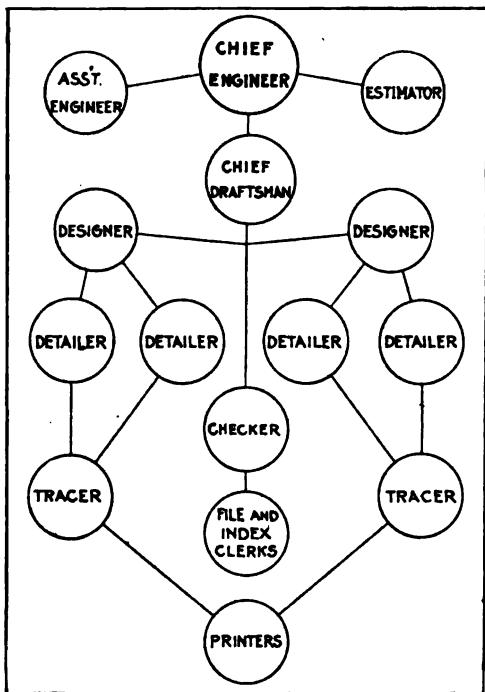 CHIEF
ENGINEER
ASS'T.
ENGINEER
ESTIMATOR
CHIEF
DRAFTSMAN
DESIGNER
DESIGNER
DETAILER
DETAILER
DETAILER
DETAILER
CHECKER
TRACER
TRACER
FILE AND
INDEX
CLERKS
PRINTERS